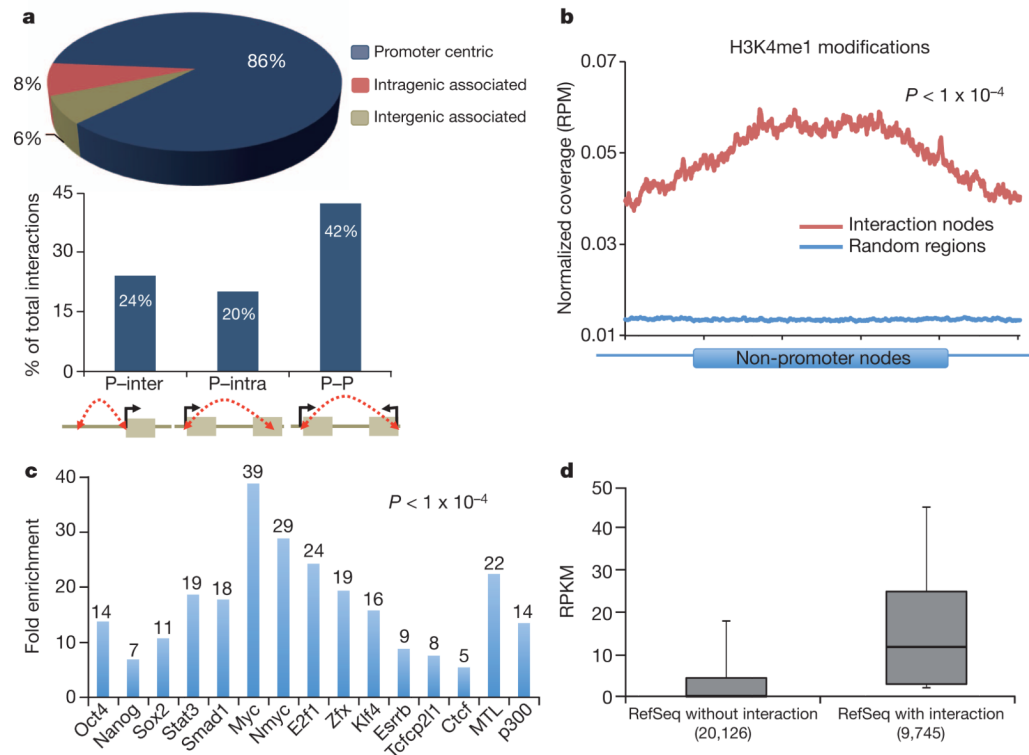 a
86%
8%
6%
Promoter centric
Intragenic associated
Intergenic associated
% of total interactions
45
30
15
0
24%
20%
42%
P–inter
P–intra
P–P
b
H3K4me1 modifications
P < 1 x 10⁻⁴
Normalized coverage (RPM)
0.07
0.05
0.03
0.01
Interaction nodes
Random regions
Non-promoter nodes
c
P < 1 x 10⁻⁴
Fold enrichment
40
30
20
10
0
14
7
11
19
18
39
29
24
19
16
9
8
5
22
14
Oct4
Nanog
Sox2
Stat3
Smad1
Myc
Nmyc
E2f1
Zfx
Klf4
Esrrb
Tcfcp2l1
Ctcf
MTL
p300
d
RPKM
50
40
30
20
10
0
RefSeq without interaction
(20,126)
RefSeq with interaction
(9,745)